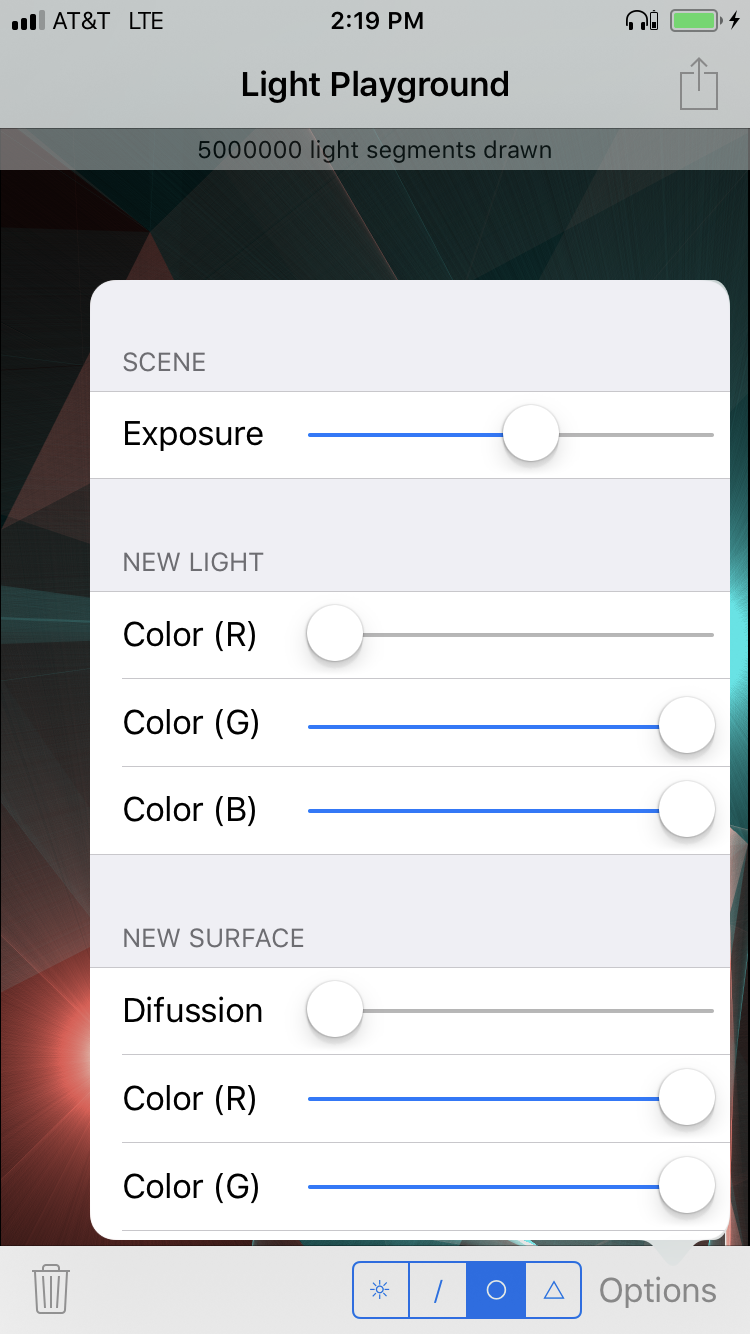 AT&T LTE 2:19 PM
Light Playground
5000000 light segments drawn
SCENE
Exposure
NEW LIGHT
Color (R)
Color (G)
Color (B)
NEW SURFACE
Difussion
Color (R)
Color (G)
Options